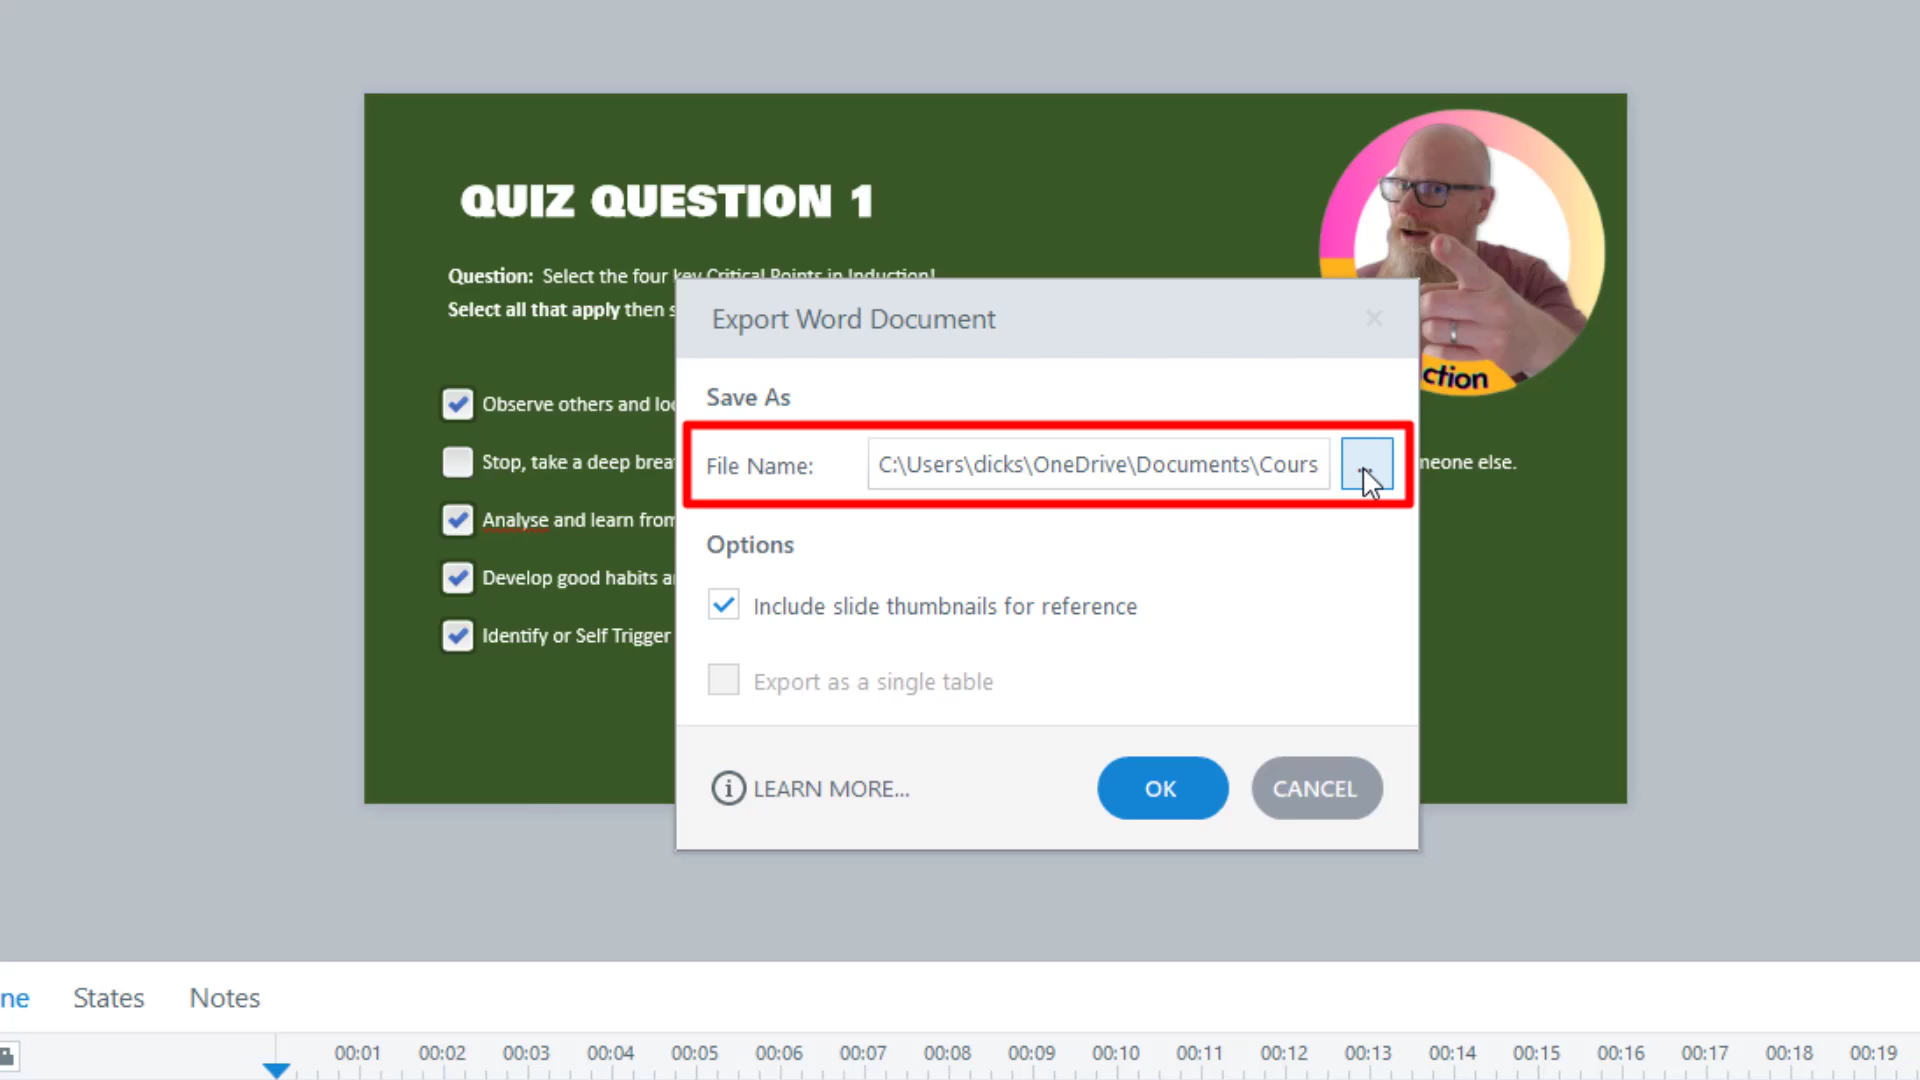 QUIZ QUESTION 1
Question: Select the four key Critical Points in Induction!
Select all that apply then
Observe others and
Stop, take a deep
meone else.
Analyse and learn from
Develop good habits
Identify or Self Trigger
ction
Export Word Document
Save As
File Name: C:\Users\dicks\OneDrive\Documents\Cours ...
Options
Include slide thumbnails for reference
Export as a single table
LEARN MORE...
OK
CANCEL
ne States Notes
00:01 00:02 00:03 00:04 00:05 00:06 00:07 00:08 00:09 00:10 00:11 00:12 00:13 00:14 00:15 00:16 00:17 00:18 00:19